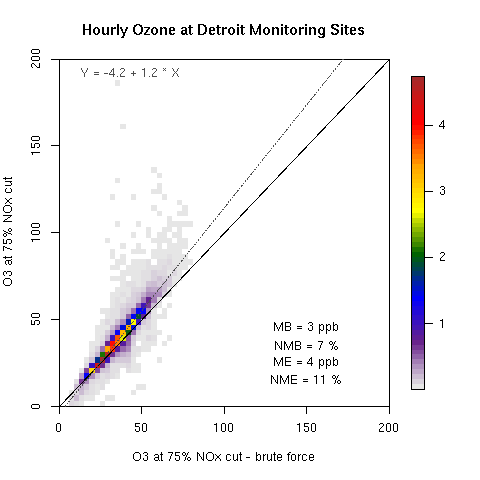 Hourly Ozone at Detroit Monitoring Sites
Y = -4.2 + 1.2 * X
O3 at 75% NOx cut
200
150
100
50
0
0
50
100
150
200
O3 at 75% NOx cut - brute force
MB = 3 ppb
NMB = 7 %
ME = 4 ppb
NME = 11 %
4
3
2
1